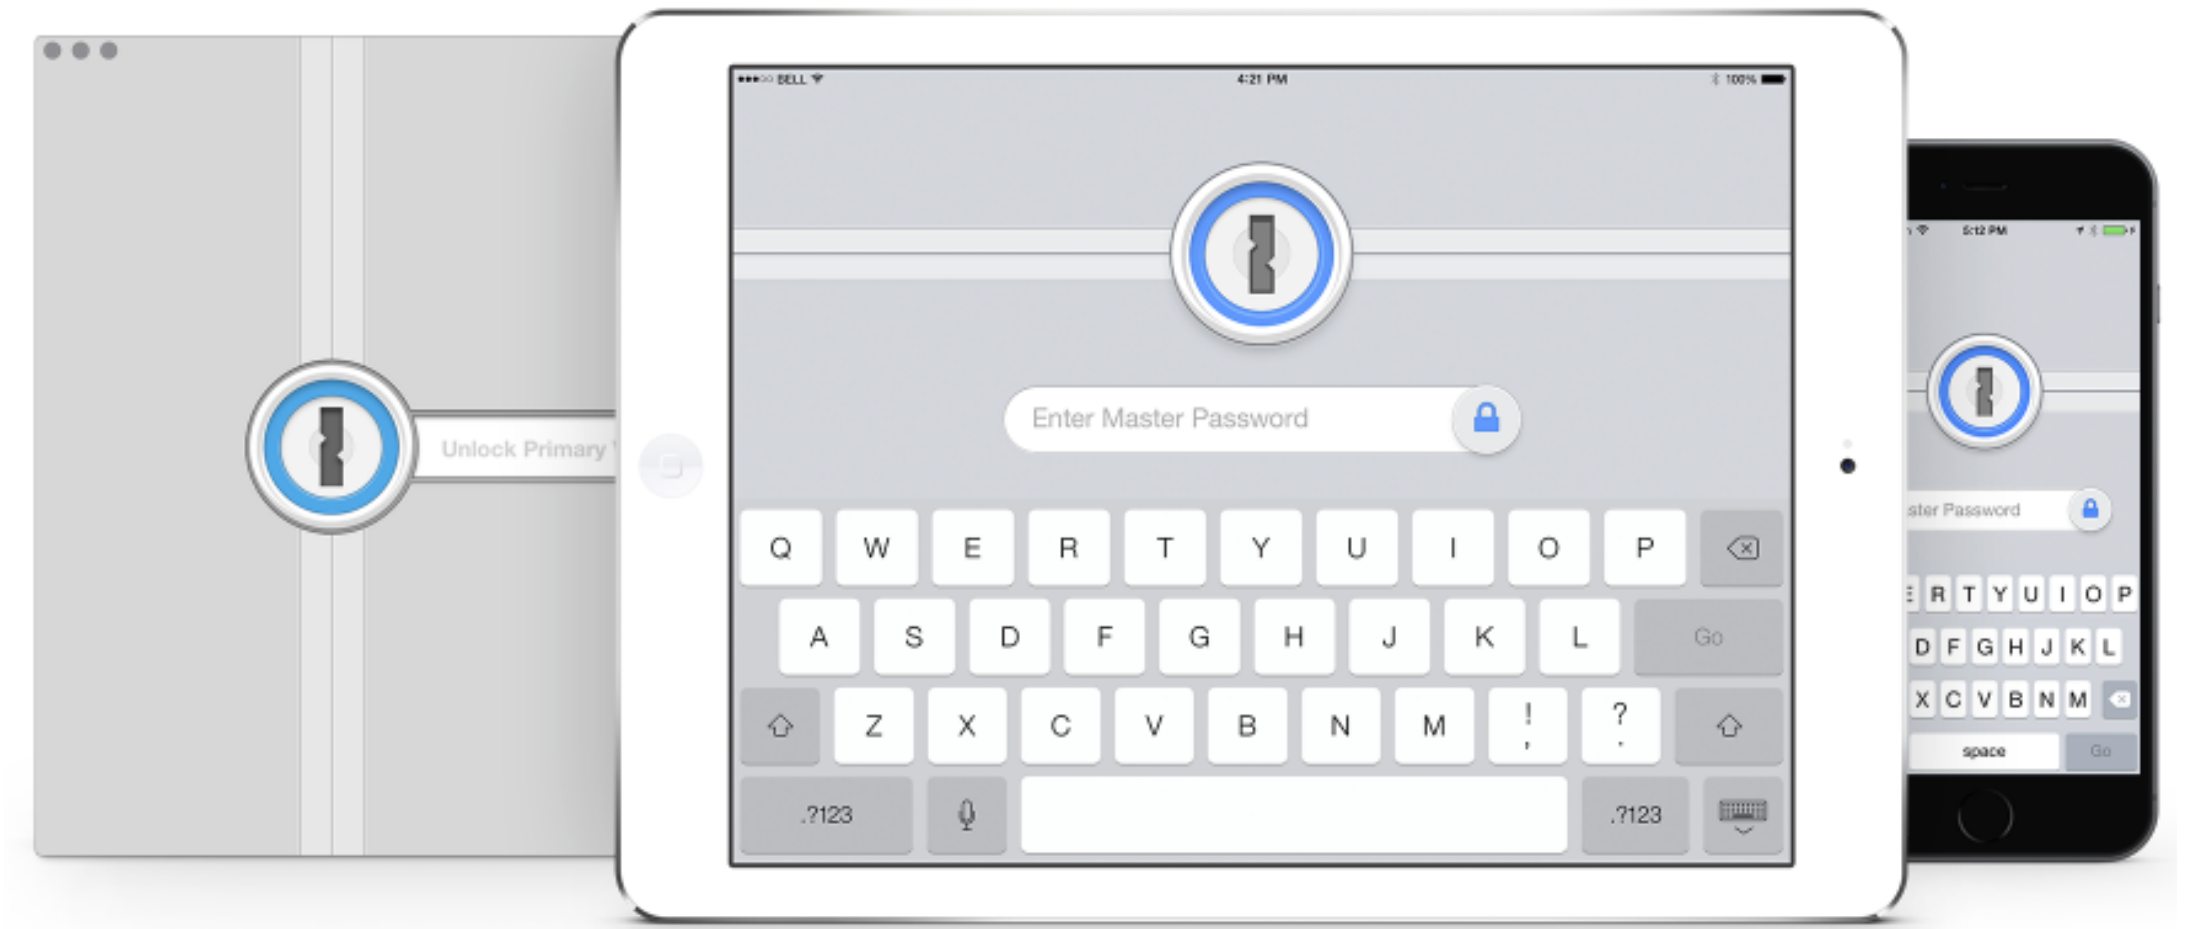 Unlock Primary
BELL 4:21 PM 100%
Enter Master Password
Q W E R T Y U I O P
A S D F G H J K L Go
Z X C V B N M ! , ? .
.?123 .?123
5:12 PM
Password
R T Y U I O P
D F G H J K L
X C V B N M
space Go